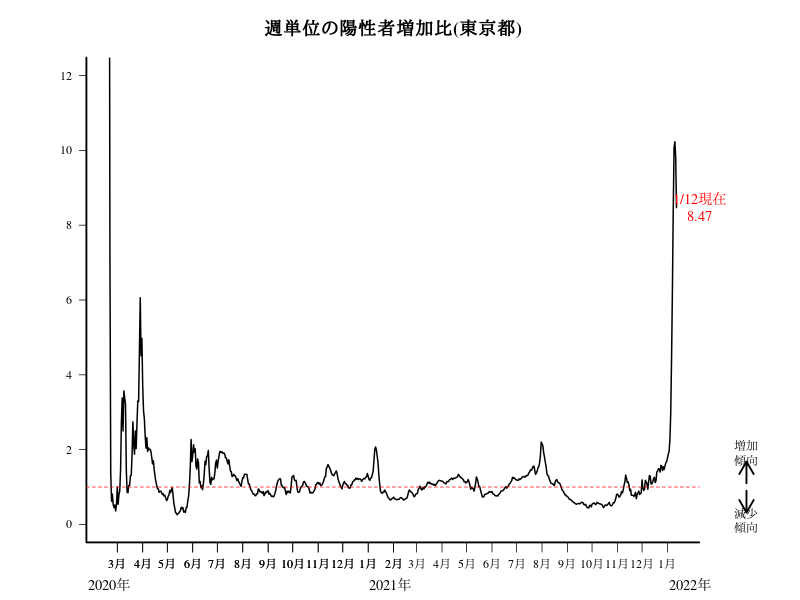 週単位の陽性者増加比(東京都)
12
10
8
6
4
2
0
1/12現在
8.47
増加
傾向
減少
傾向
3月 4月 5月 6月 7月 8月 9月 10月 11月 12月 1月 2月 3月 4月 5月 6月 7月 8月 9月 10月 11月 12月 1月
2020年 2021年 2022年